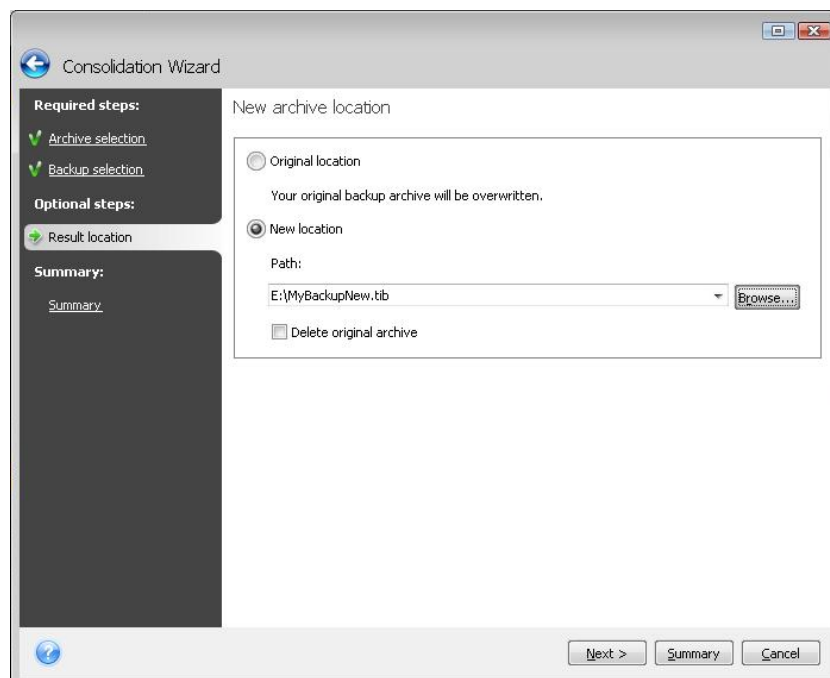 Consolidation Wizard
Required steps:
Archive selection
Backup selection
Optional steps:
Result location
Summary:
Summary
New archive location
Original location
Your original backup archive will be overwritten.
New location
Path:
E:\MyBackupNew.tib
Browse...
Delete original archive
?
Next >
Summary
Cancel